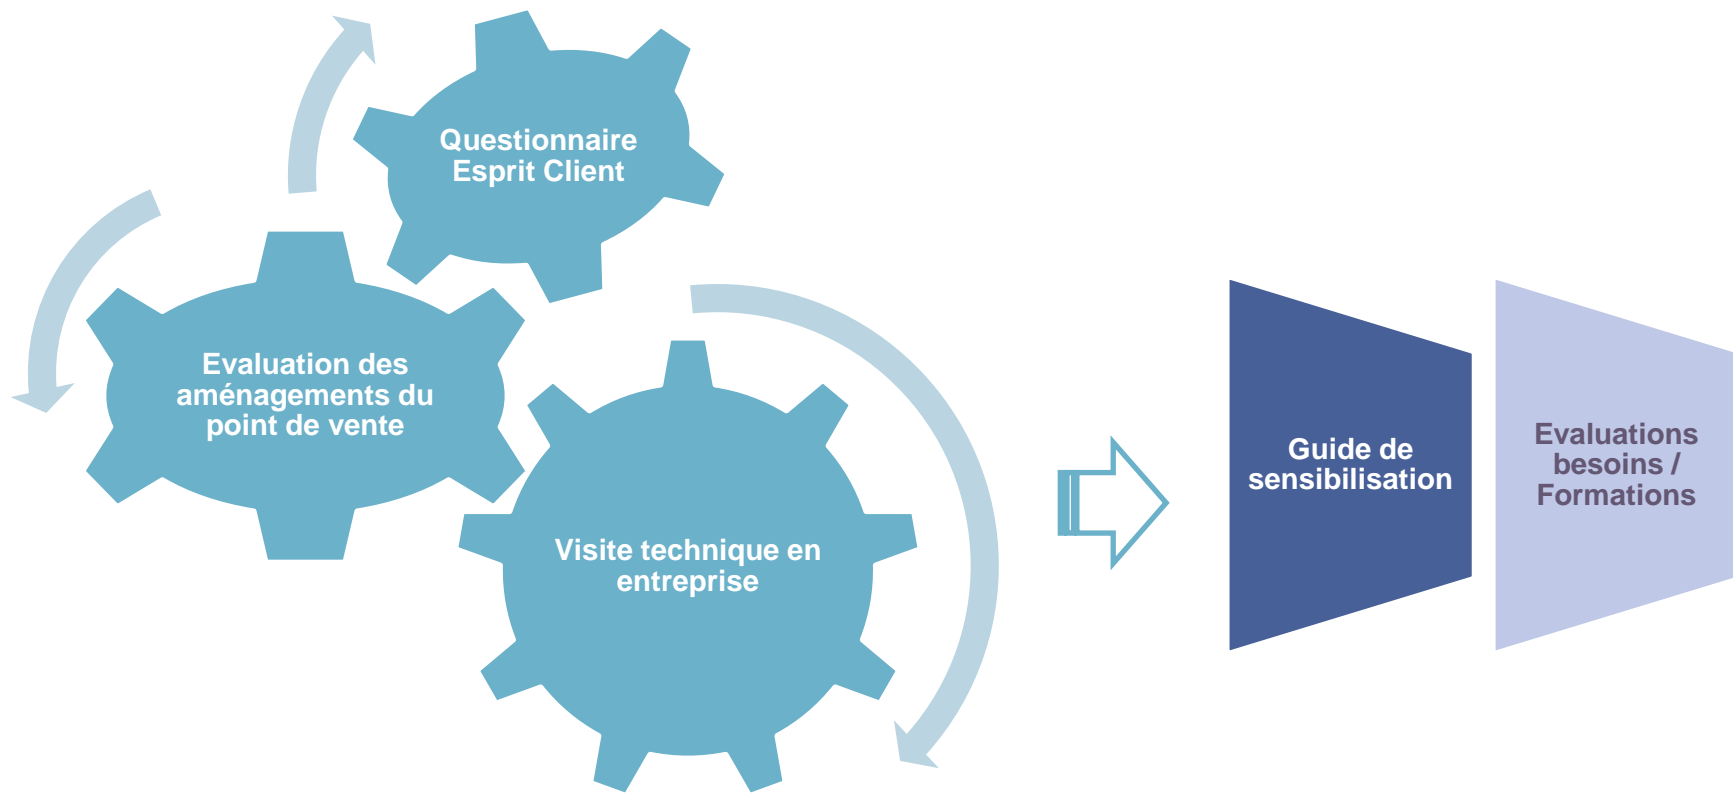 Questionnaire
Esprit Client
Evaluation des
aménagements du
point de vente
Visite technique en
entreprise
Guide de
sensibilisation
Evaluations
besoins /
Formations